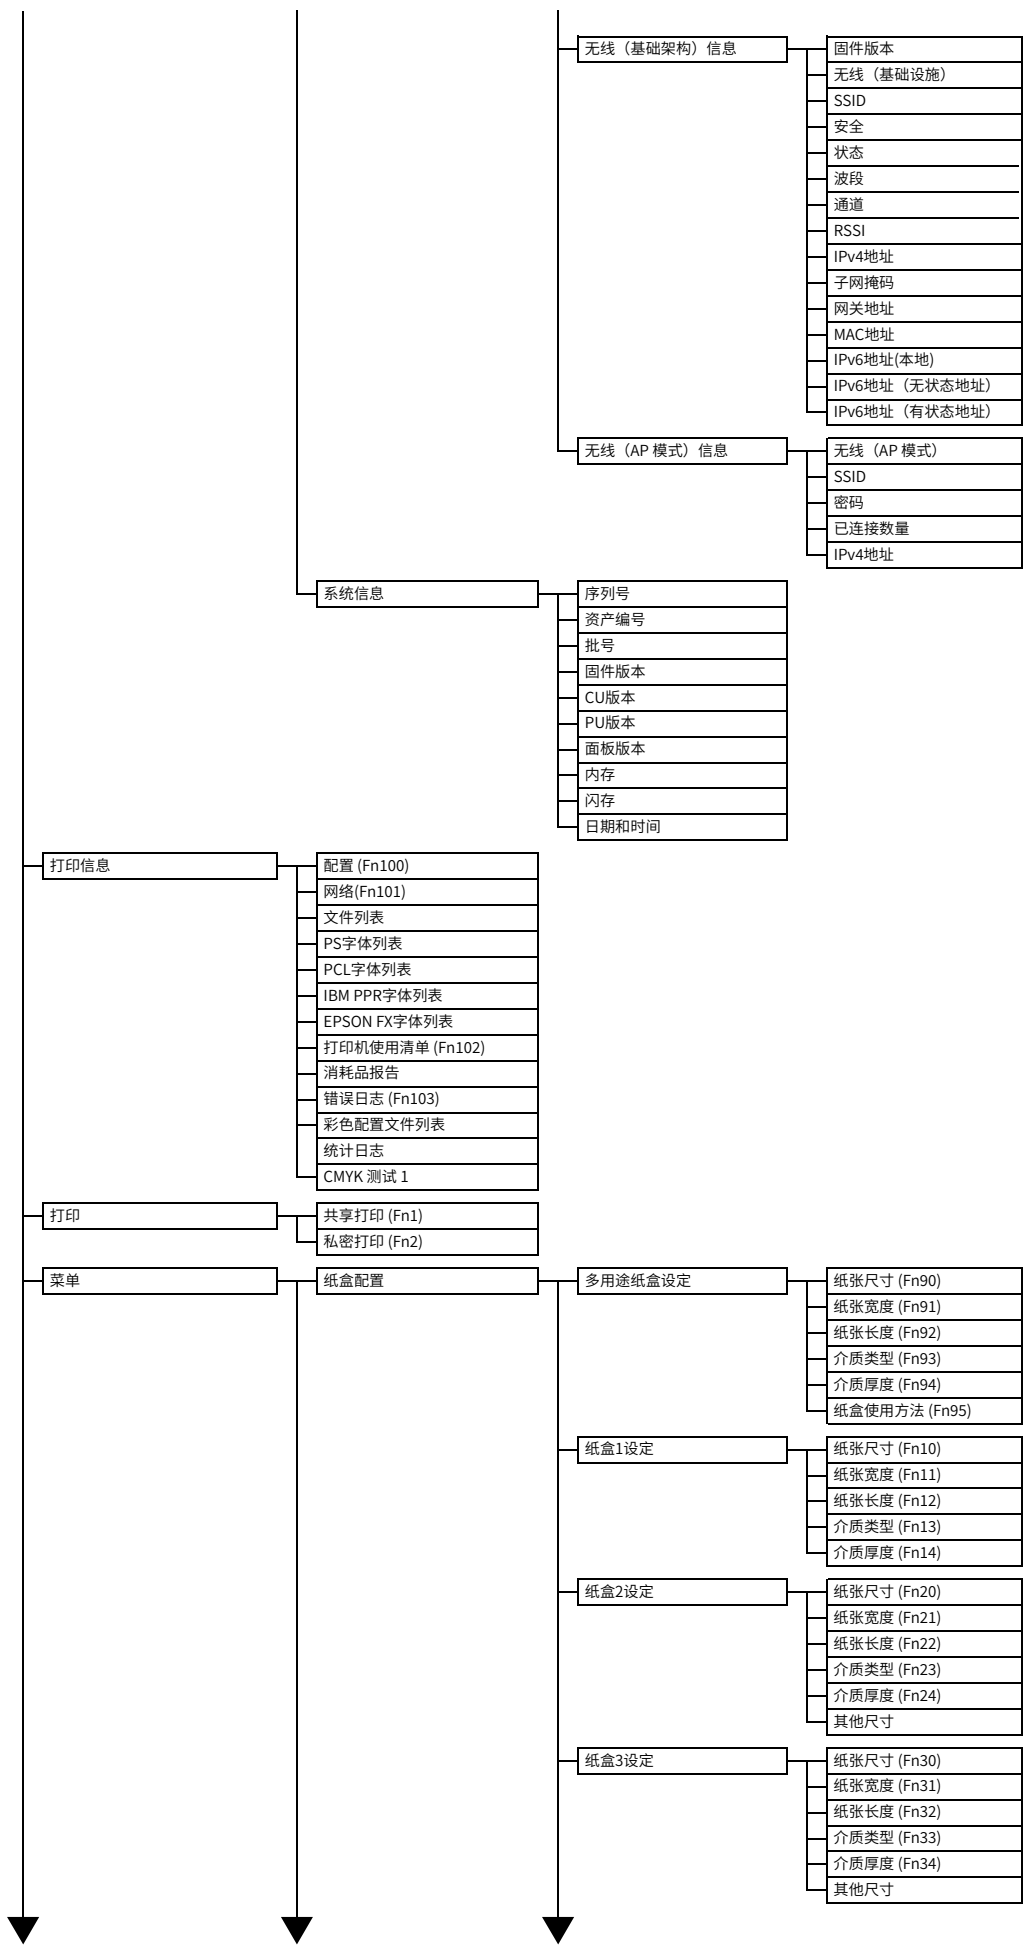 无线（基础架构）信息
固件版本
无线（基础设施）
SSID
安全
状态
波段
通道
RSSI
IPv4地址
子网掩码
网关地址
MAC地址
IPv6地址(本地)
IPv6地址（无状态地址）
IPv6地址（有状态地址）
无线（AP 模式）信息
无线（AP 模式）
SSID
密码
已连接数量
IPv4地址
系统信息
序列号
资产编号
批号
固件版本
CU版本
PU版本
面板版本
内存
闪存
日期和时间
打印信息
配置 (Fn100)
网络(Fn101)
文件列表
PS字体列表
PCL字体列表
IBM PPR字体列表
EPSON FX字体列表
打印机使用清单 (Fn102)
消耗品报告
错误日志 (Fn103)
彩色配置文件列表
统计日志
CMYK 测试 1
打印
共享打印 (Fn1)
私密打印 (Fn2)
菜单
纸盒配置
多用途纸盒设定
纸张尺寸 (Fn90)
纸张宽度 (Fn91)
纸张长度 (Fn92)
介质类型 (Fn93)
介质厚度 (Fn94)
纸盒使用方法 (Fn95)
纸盒1设定
纸张尺寸 (Fn10)
纸张宽度 (Fn11)
纸张长度 (Fn12)
介质类型 (Fn13)
介质厚度 (Fn14)
纸盒2设定
纸张尺寸 (Fn20)
纸张宽度 (Fn21)
纸张长度 (Fn22)
介质类型 (Fn23)
介质厚度 (Fn24)
其他尺寸
纸盒3设定
纸张尺寸 (Fn30)
纸张宽度 (Fn31)
纸张长度 (Fn32)
介质类型 (Fn33)
介质厚度 (Fn34)
其他尺寸